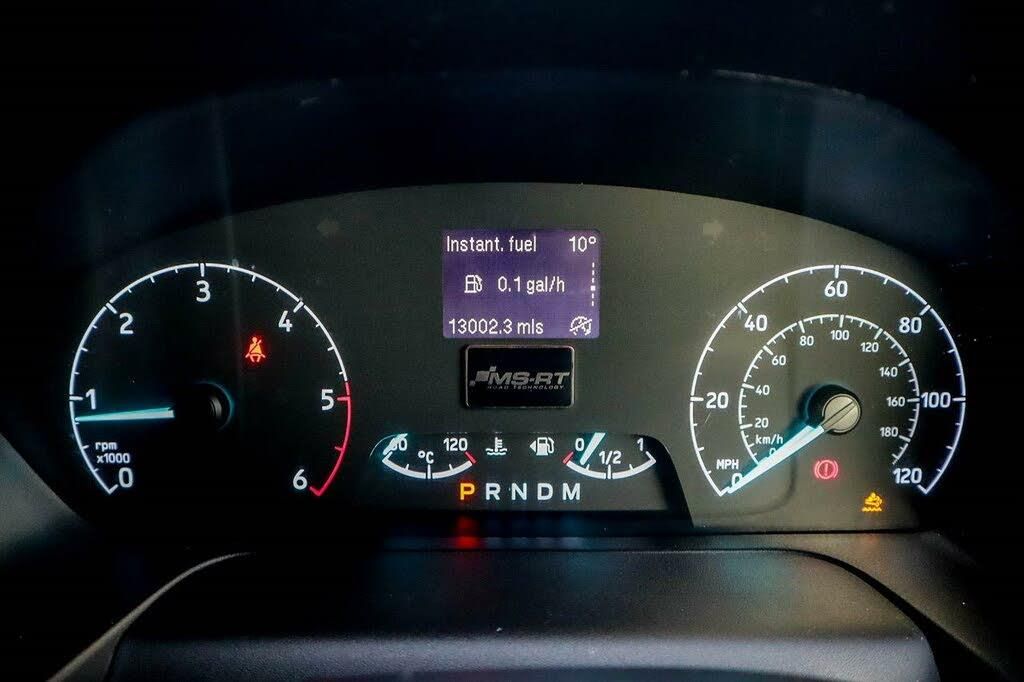 Instant. fuel 10°
0.1 gal/h
13002.3 mls
MS-RT
ROAD TECHNOLOGY
0 1 2 3 4 5 6
rpm
x1000
60 120
°C
0 1/2 1
P R N D M
0 20 40 60 80 100 120
20 40 60 80 100 120 140 160 180
km/h
MPH